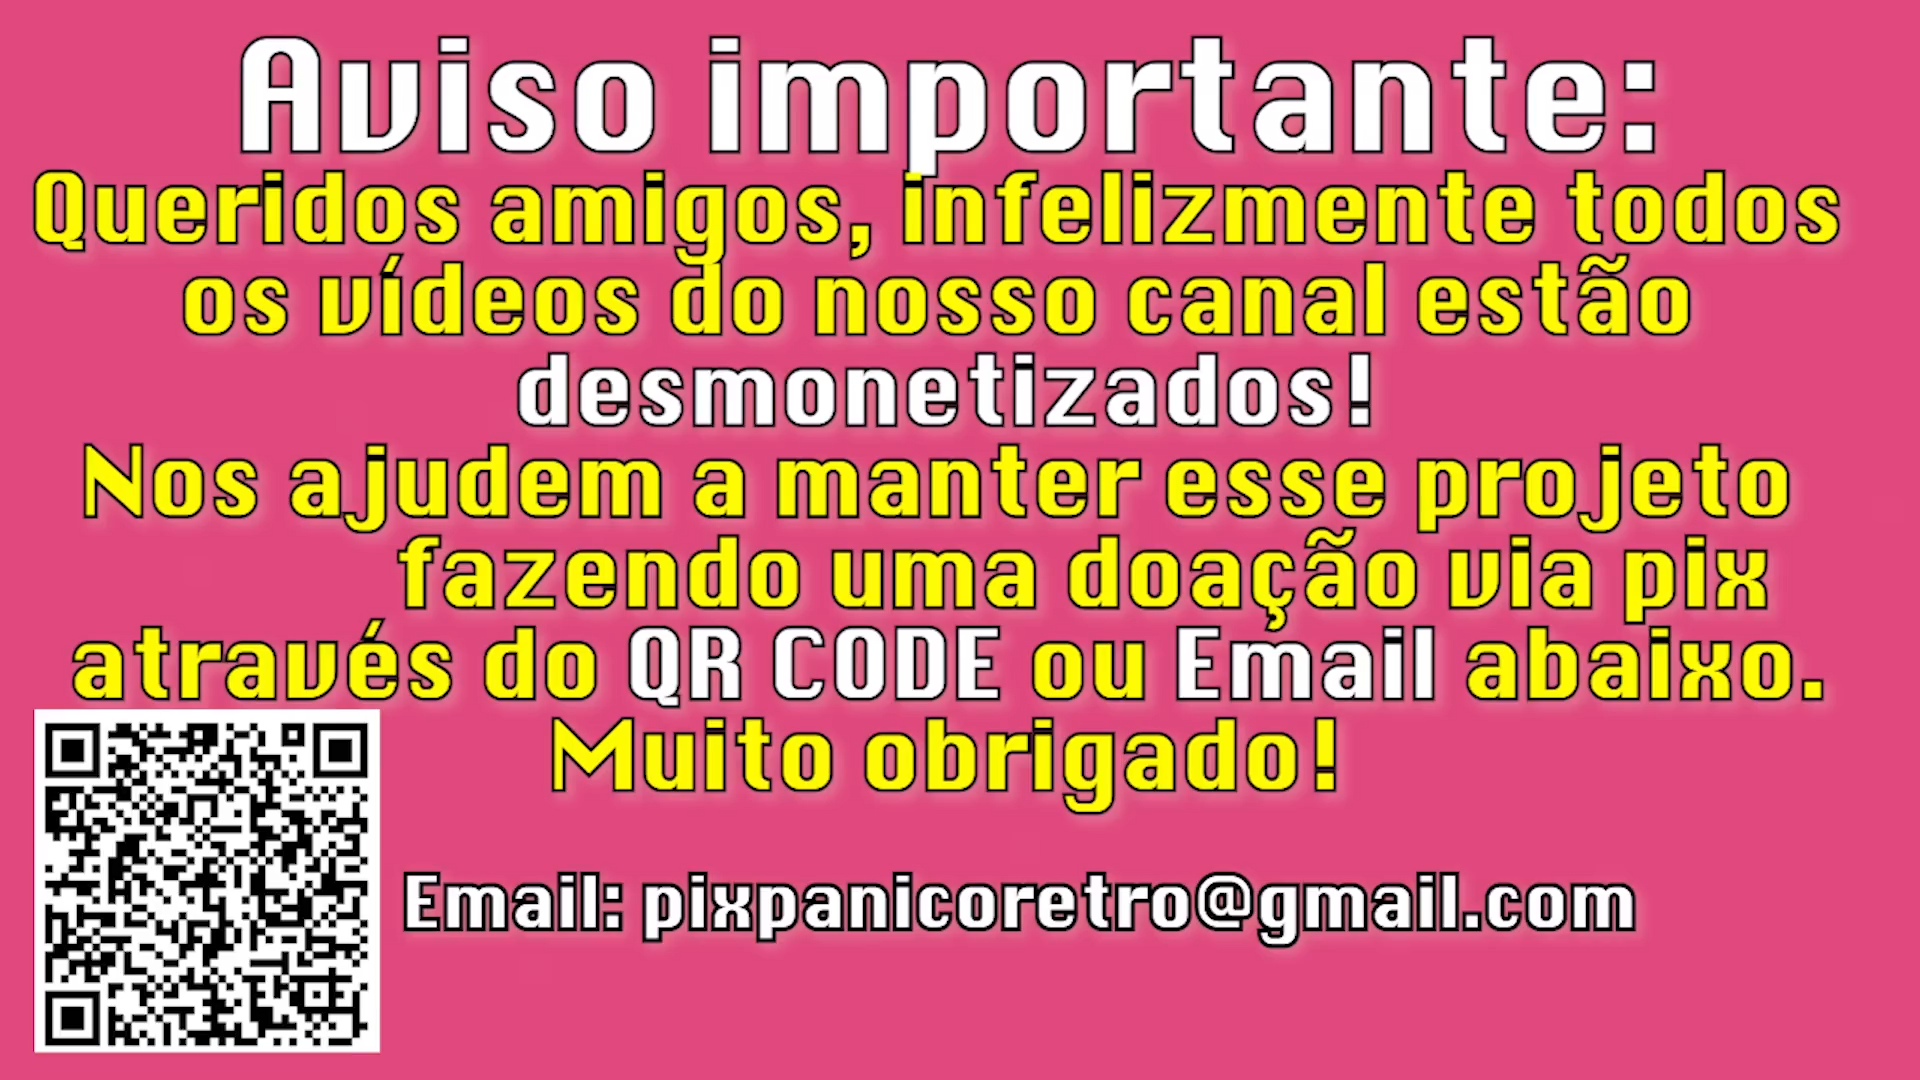 Aviso importante:
Queridos amigos, infelizmente todos
os vídeos do nosso canal estão
desmonetizados!
Nos ajudem a manter esse projeto
fazendo uma doação via pix
através do QR CODE ou Email abaixo.
Muito obrigado!
Email: pixpanicoretro@gmail.com